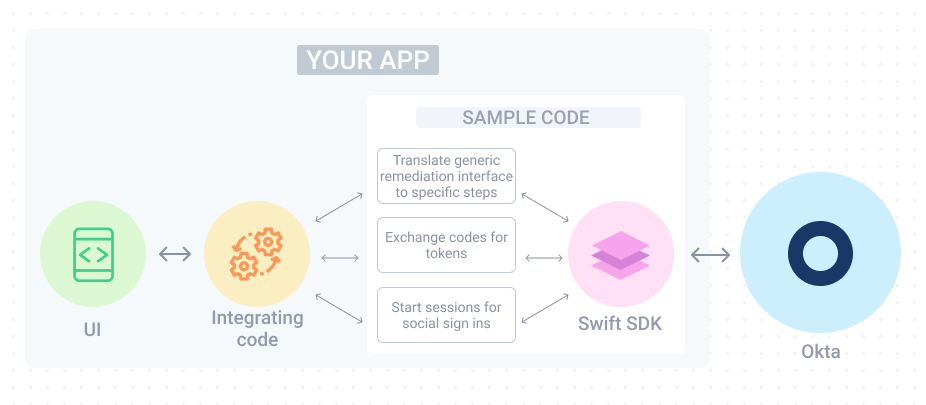 YOUR APP
SAMPLE CODE
Translate generic
remediation interface
to specific steps
Exchange codes for
tokens
Start sessions for
social sign ins
UI
Integrating
code
Swift SDK
Okta